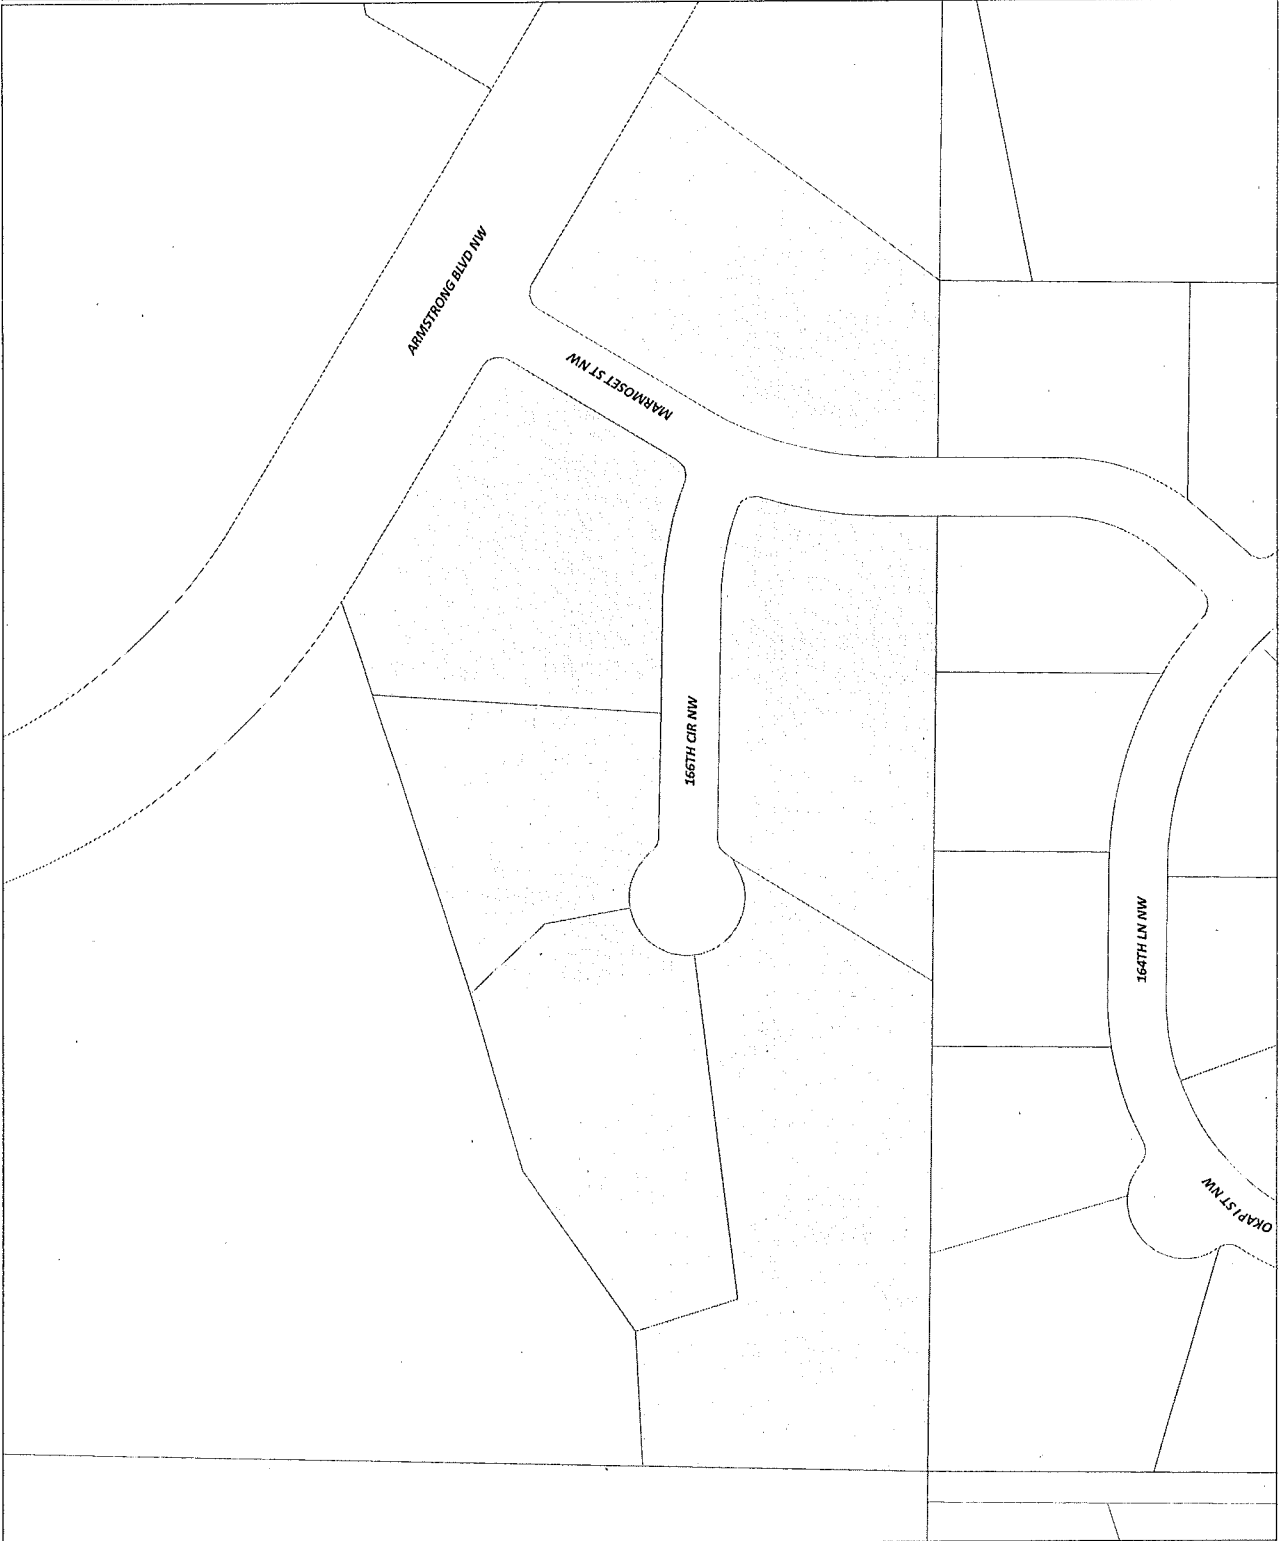 ARMSTRONG BLVD NW
MARMOSET ST NW
166TH CIR NW
164TH LN NW
OKAPI ST NW